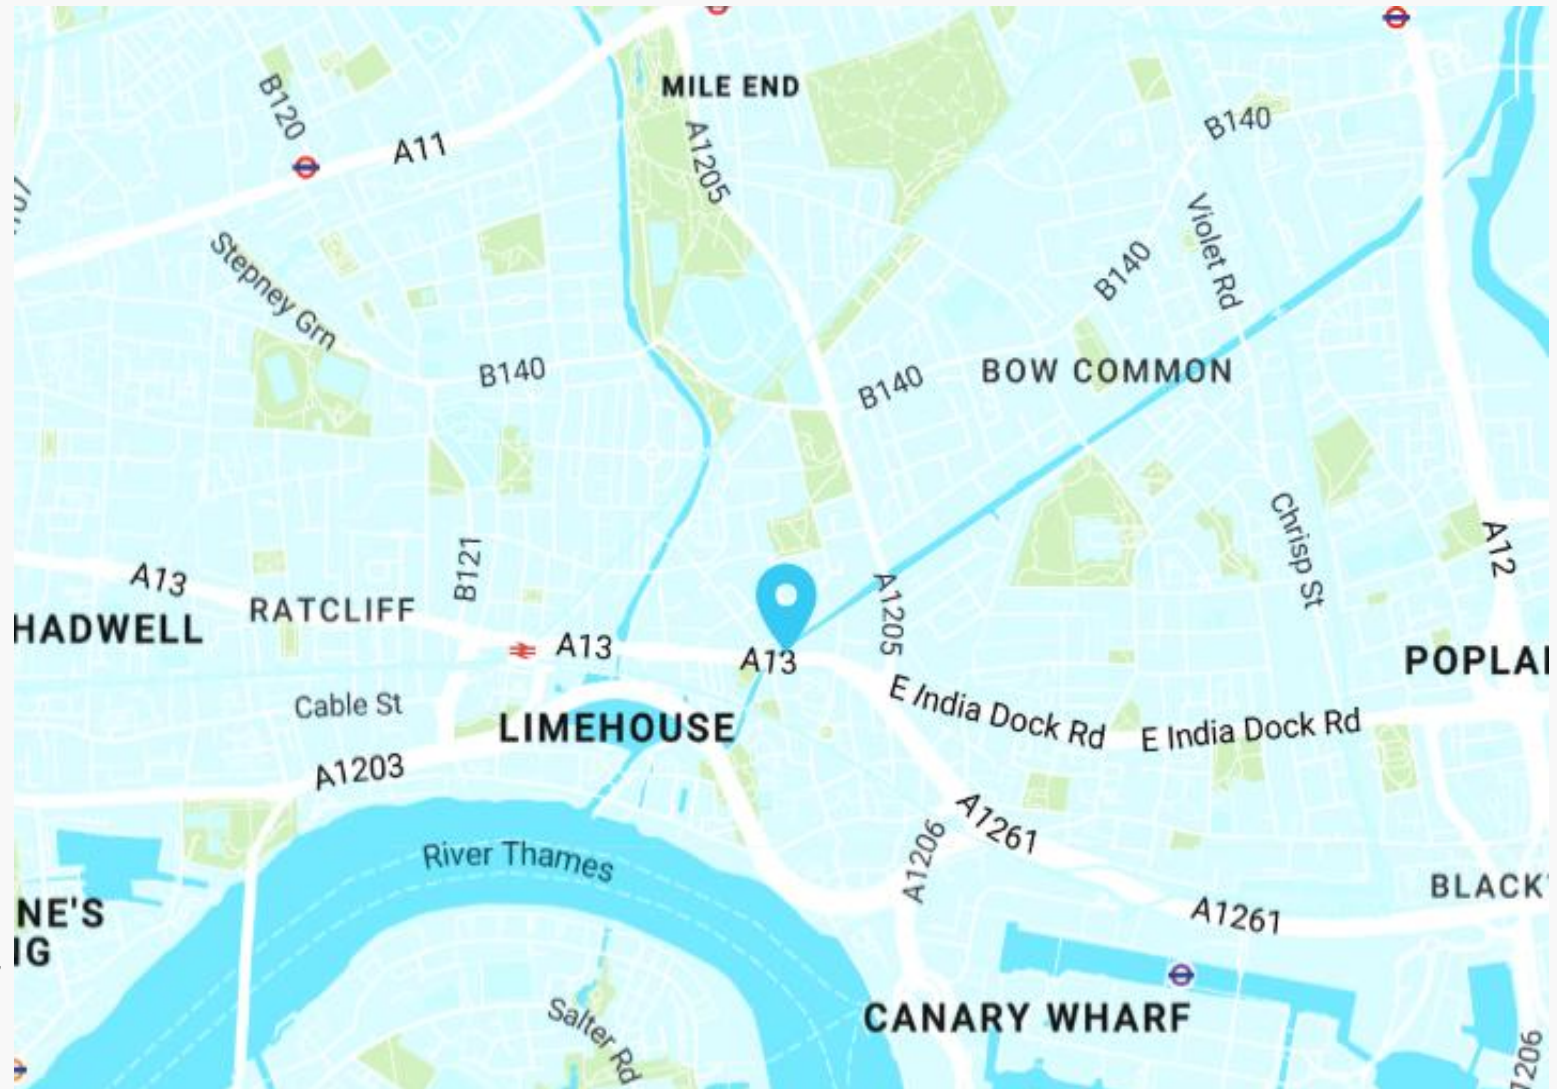 MILE END
B120
A11
A1205
B140
Violet Rd
Stepney Grn
B140
B140
B140
BOW COMMON
Chrisp St
A12
B121
A13
RATCLIFF
HADWELL
A13
A13
A1205
POPLA
Cable St
LIMEHOUSE
E India Dock Rd
E India Dock Rd
A1203
A1261
A1206
River Thames
BLACK
A1261
NE'S
IG
CANARY WHARF
Salter Rd
1206